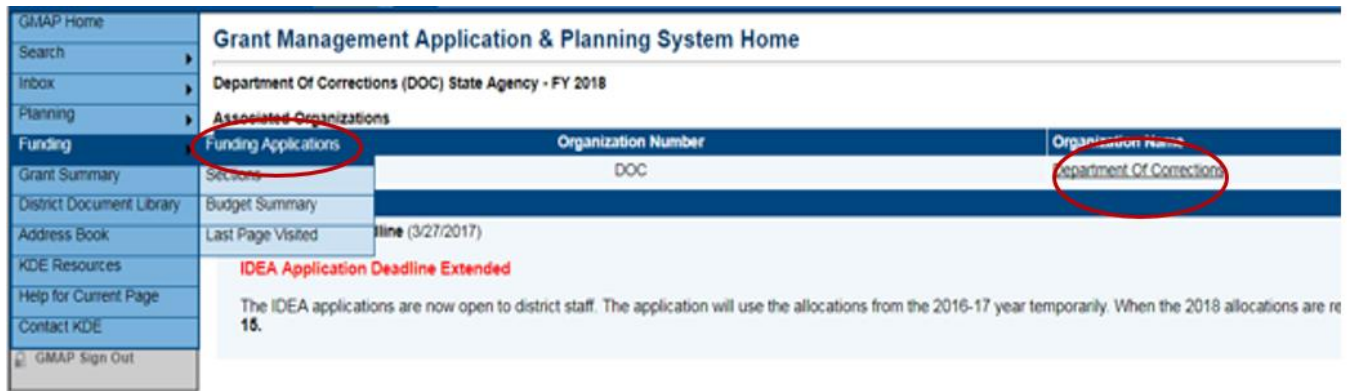 GMAP Home
Search
Inbox
Planning
Funding
Grant Summary
District Document Library
Address Book
KDE Resources
Help for Current Page
Contact KDE
GMAP Sign Out
Funding Applications
Sections
Budget Summary
Last Page Visited
Grant Management Application & Planning System Home
Department Of Corrections (DOC) State Agency - FY 2018
Associated Organizations
Organization Number Organization Name
DOC Department Of Corrections
(3/27/2017)
IDEA Application Deadline Extended
The IDEA applications are now open to district staff. The application will use the allocations from the 2016-17 year temporarily. When the 2018 allocations are re
15.